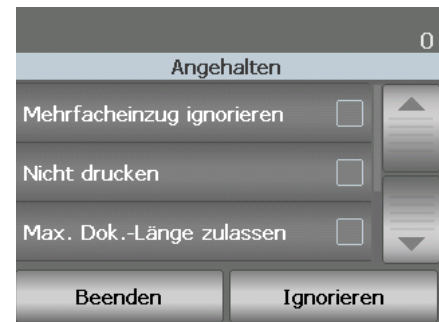 0
Angehalten
Mehrfacheinzug ignorieren
Nicht drucken
Max. Dok.-Länge zulassen
Beenden Ignorieren